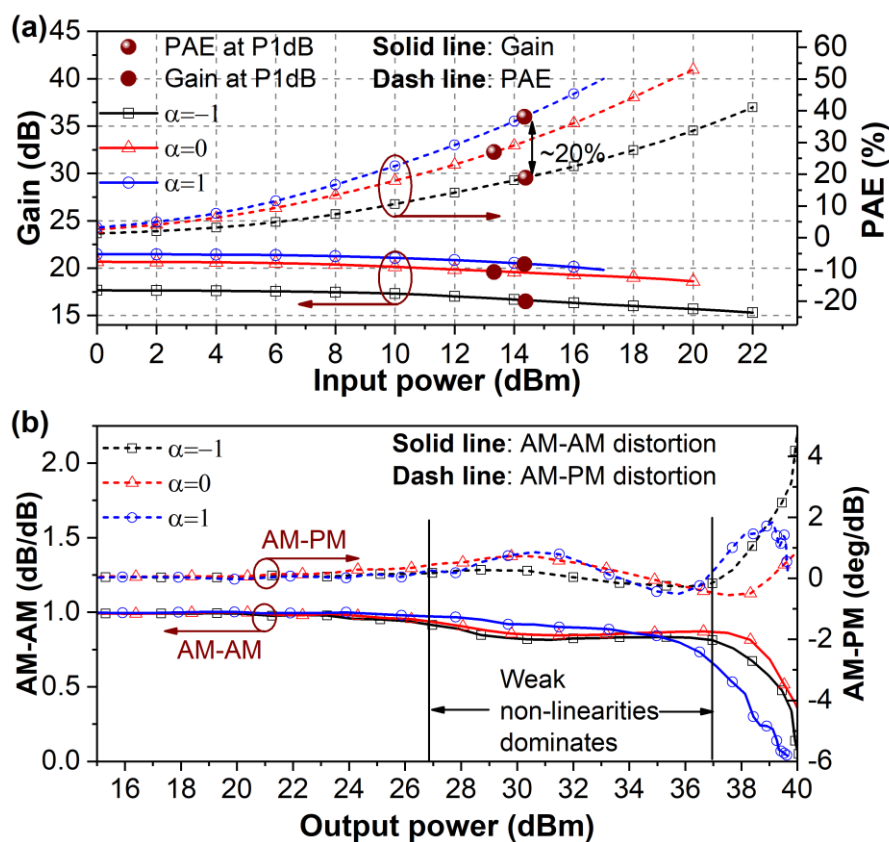 (a)
PAE at P1dB
Gain at P1dB
Solid line: Gain
Dash line: PAE
α=−1
α=0
α=1
~20%
45
40
35
30
25
20
15
Gain (dB)
60
50
40
30
20
10
0
-10
-20
PAE (%)
0 2 4 6 8 10 12 14 16 18 20 22
Input power (dBm)
(b)
α=−1
α=0
α=1
Solid line: AM-AM distortion
Dash line: AM-PM distortion
AM-PM
AM-AM
Weak
non-linearities
dominates
2.0
1.5
1.0
0.5
0.0
AM-AM (dB/dB)
4
2
0
-2
-4
-6
AM-PM (deg/dB)
16 18 20 22 24 26 28 30 32 34 36 38 40
Output power (dBm)